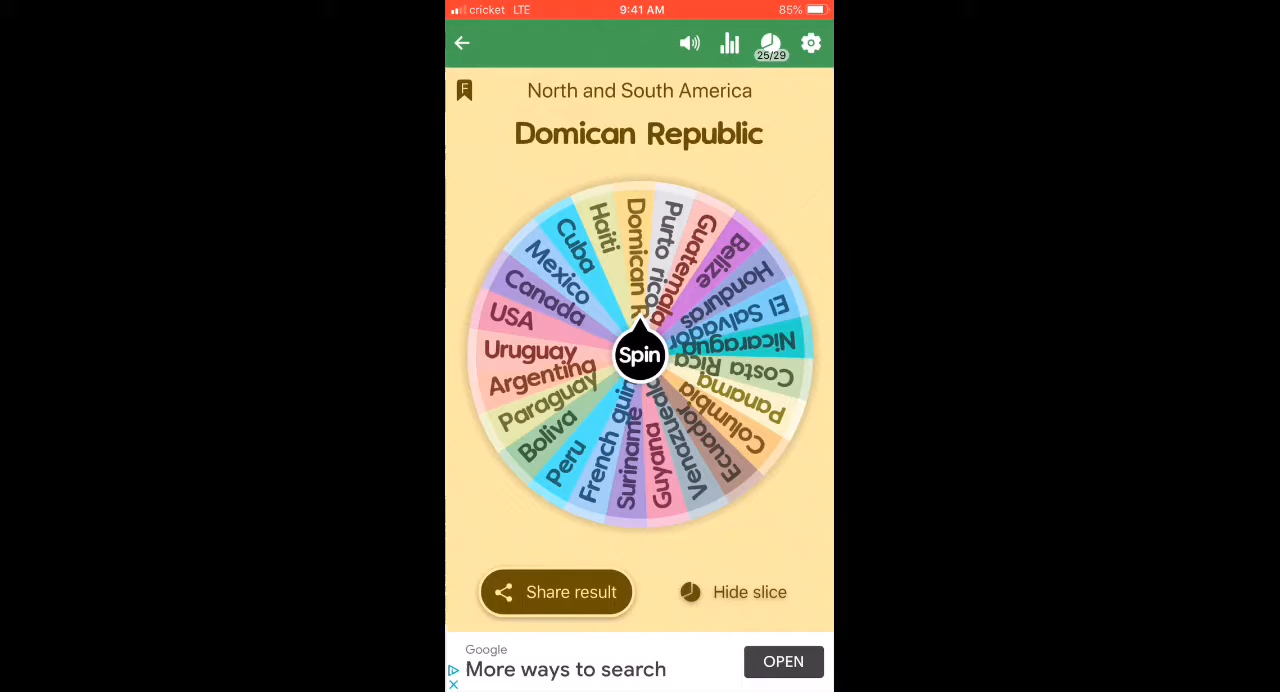 cricket LTE 9:41 AM 85%
25/29
F
North and South America
Domican Republic
Domican R
Purto rico
Guatemala
Belize
Honduras
El Salvador
Nicaragua
Costa Rica
Panama
Columbia
Ecuador
Venazueala
Guyana
Suriname
French guin
Peru
Boliva
Paraguay
Argentina
Uruguay
USA
Canada
Mexico
Cuba
Haiti
Spin
Share result
Hide slice
Google
More ways to search
OPEN